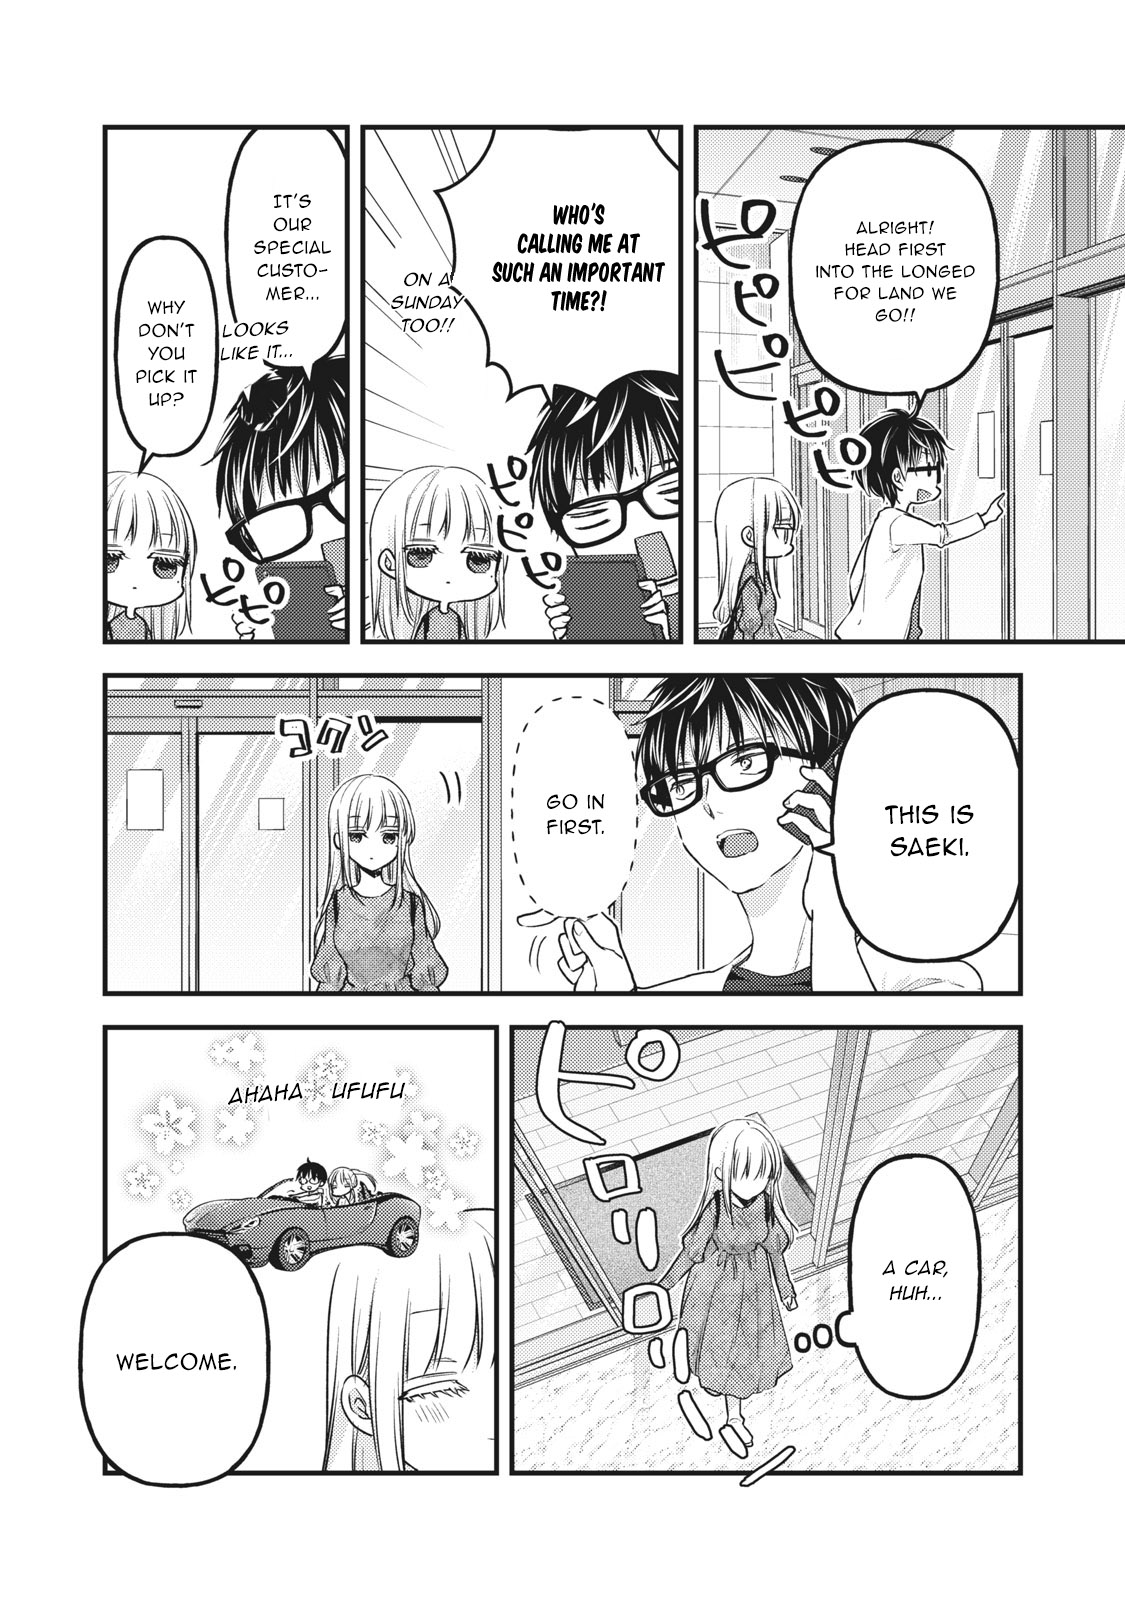 ALRIGHT!
HEAD FIRST
INTO THE LONGED
FOR LAND WE
GO!!
ピピピピピ
WHO'S
CALLING ME AT
SUCH AN IMPORTANT
TIME?!
ON A
SUNDAY
TOO!!
ピピピ
IT'S
OUR
SPECIAL
CUSTO-
MER...
LOOKS
LIKE IT...
WHY
DON'T
YOU
PICK IT
UP?
ピピピ
THIS IS
SAEKI.
GO IN
FIRST.
コクン
A CAR,
HUH...
ピロリロリ
AHAHA UFUFU
WELCOME.